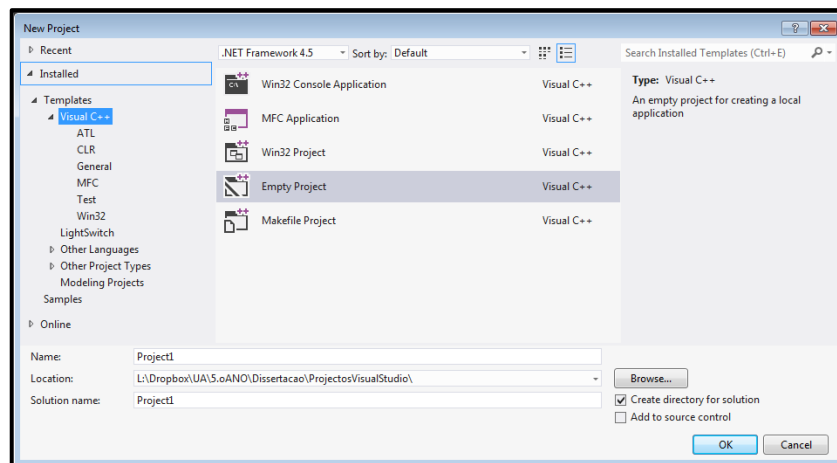 New Project
Recent
.NET Framework 4.5 Sort by: Default Search Installed Templates (Ctrl+E)
Installed
Templates
Visual C++
ATL
CLR
General
MFC
Test
Win32
LightSwitch
Other Languages
Other Project Types
Modeling Projects
Samples
Online
Win32 Console Application Visual C++
MFC Application Visual C++
Win32 Project Visual C++
Empty Project Visual C++
Makefile Project Visual C++
Type: Visual C++
An empty project for creating a local
application
Name: Project1
Location: L:\Dropbox\UA\5.oANO\Dissertacao\ProjectosVisualStudio\ Browse...
Solution name: Project1
Create directory for solution
Add to source control
OK Cancel